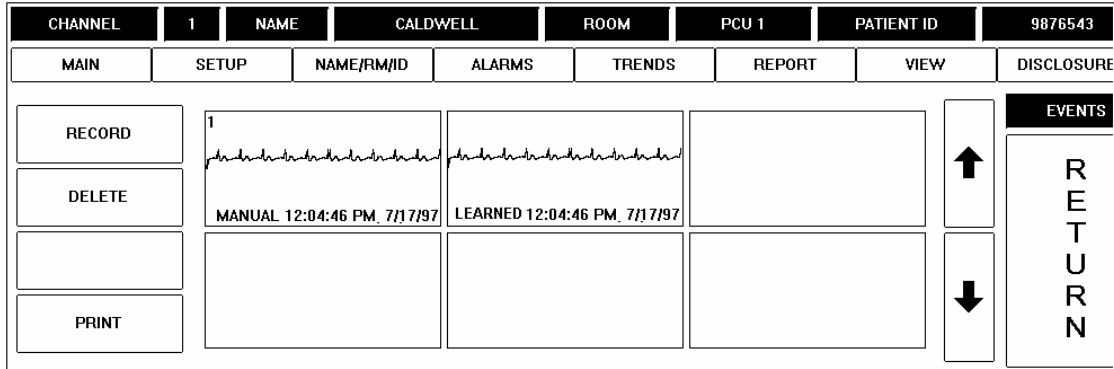 CHANNEL 1 NAME CALDWELL ROOM PCU 1 PATIENT ID 9876543
MAIN SETUP NAME/RM/ID ALARMS TRENDS REPORT VIEW DISCLOSURE
RECORD
DELETE
PRINT
1
MANUAL 12:04:46 PM, 7/17/97
LEARNED 12:04:46 PM, 7/17/97
EVENTS
RETURN